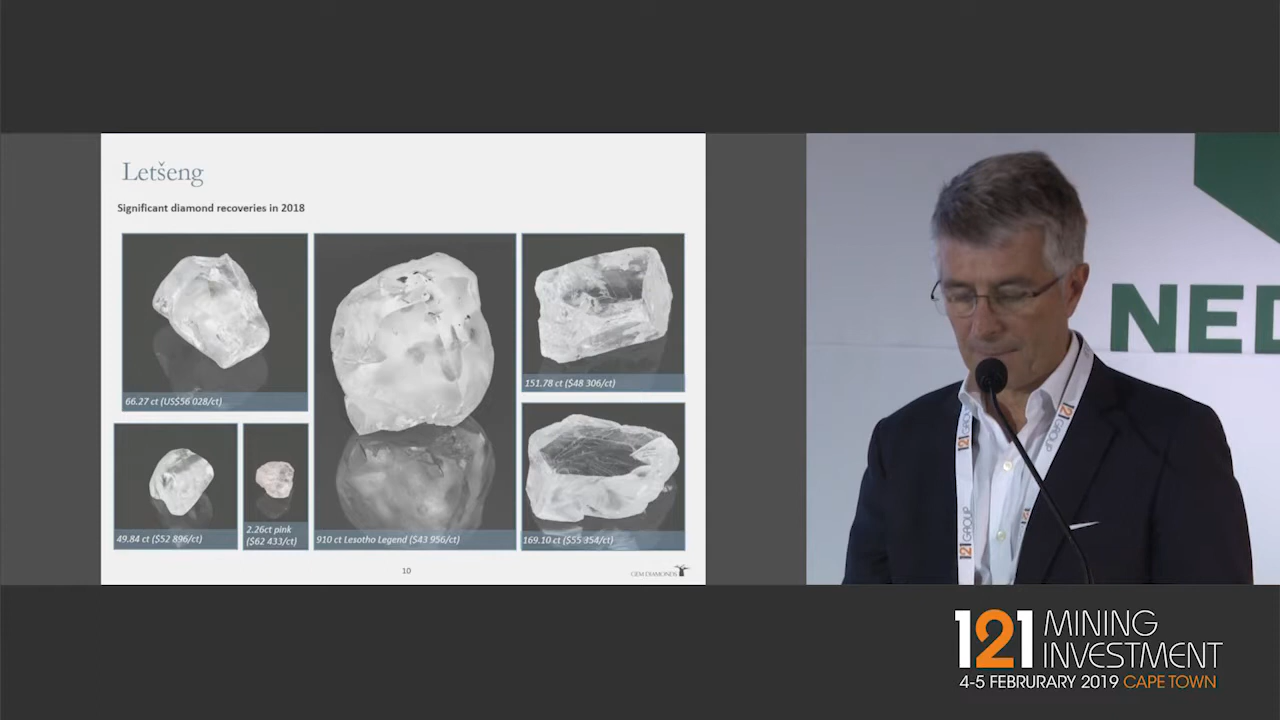 Letšeng
Significant diamond recoveries in 2018
66.27 ct (US$56 028/ct)
49.84 ct ($52 896/ct)
2.26ct pink
($62 433/ct)
910 ct Lesotho Legend ($43 956/ct)
151.78 ct ($48 306/ct)
169.10 ct ($55 354/ct)
10
GEM DIAMONDS
NED
121 GROUP
121
121 GROUP
121 MINING
INVESTMENT
4-5 FEBRURARY 2019 CAPE TOWN